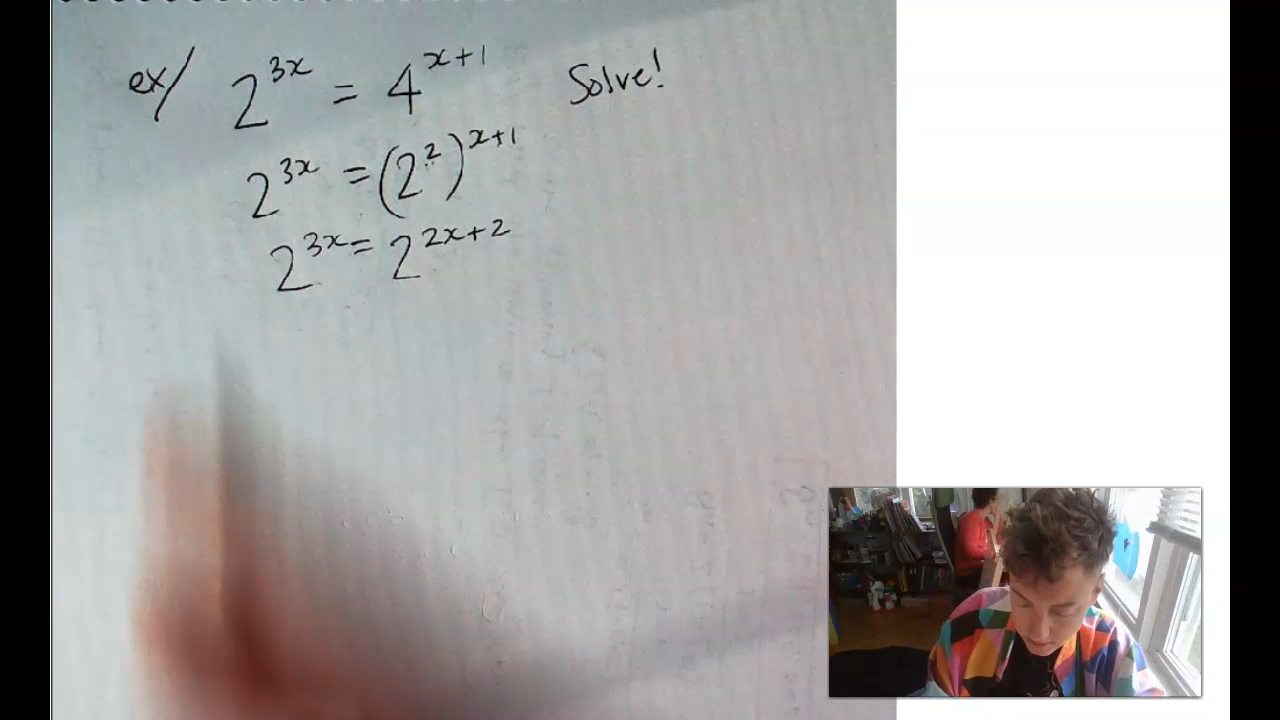 ex/ 2^{3x} = 4^{x+1} Solve!
2^{3x} = (2^2)^{x+1}
2^{3x} = 2^{2x+2}